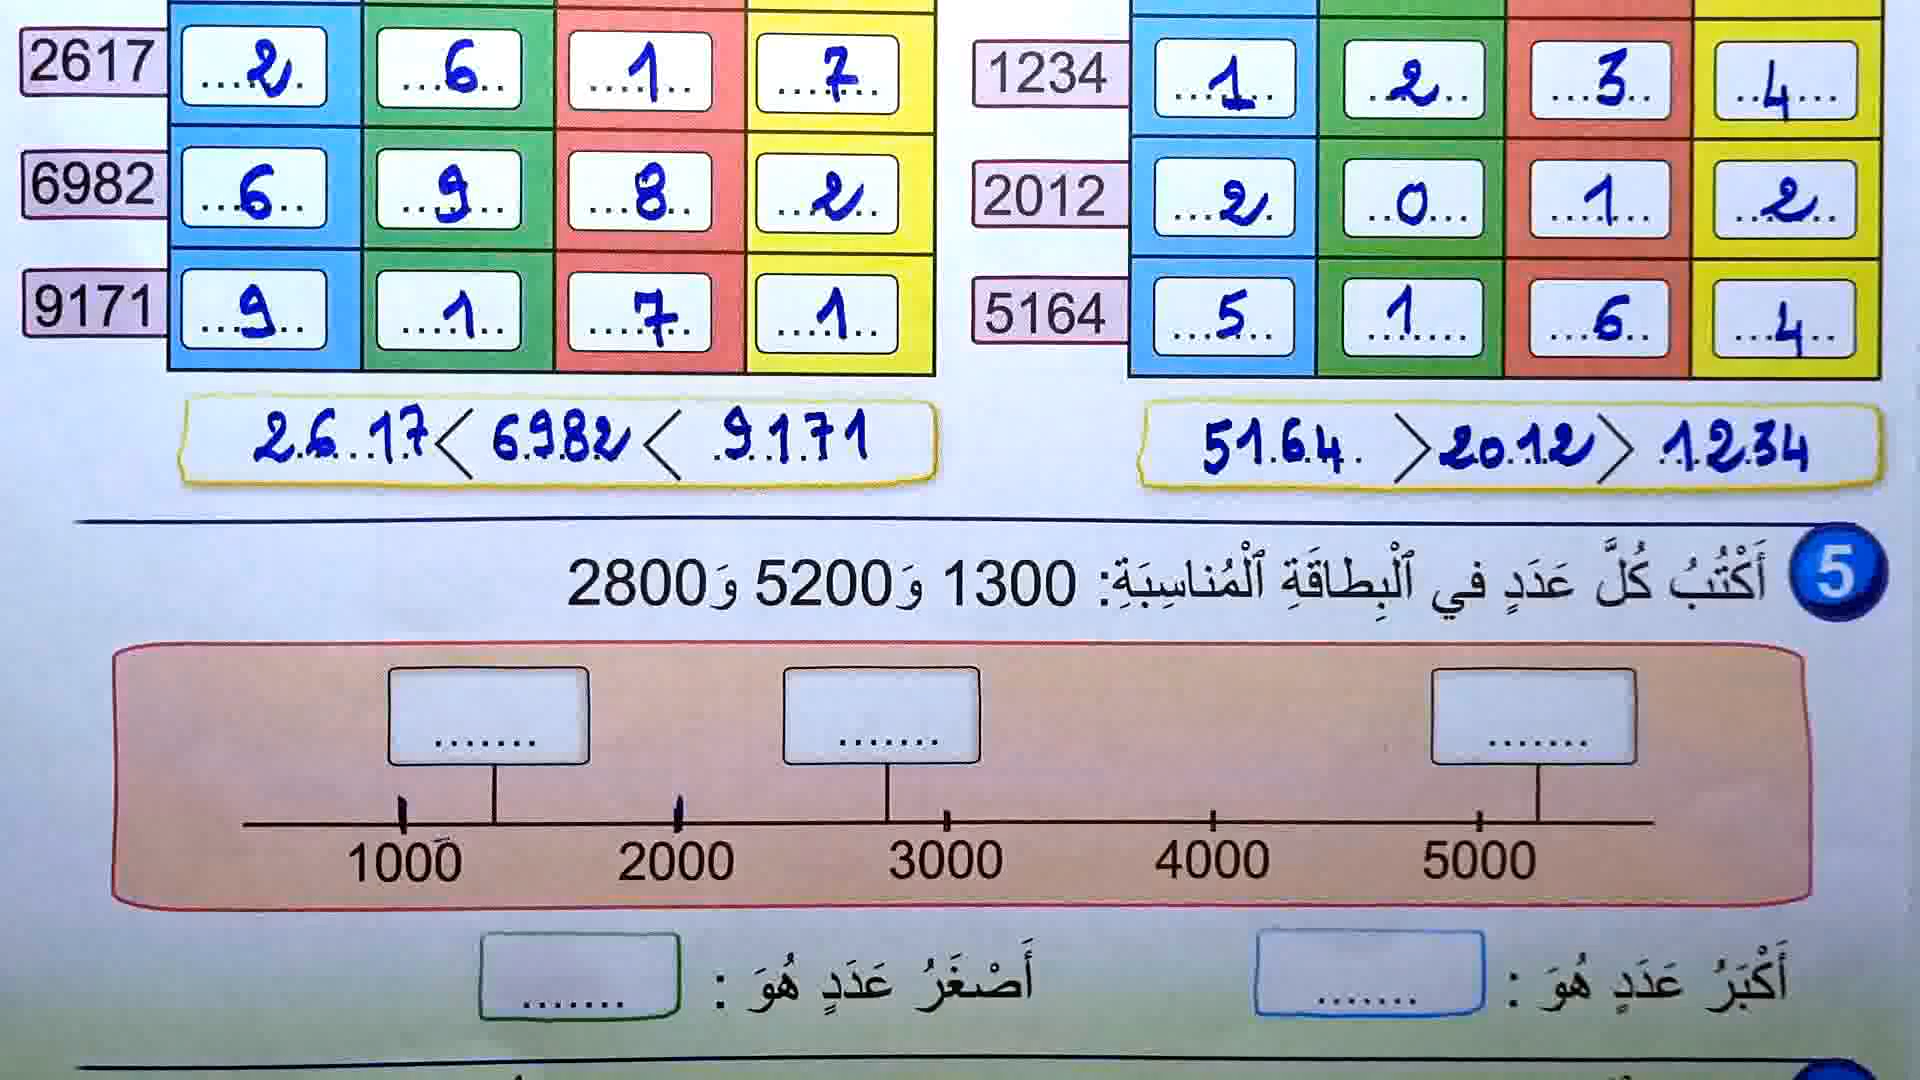 2617 2 6 1 7
6982 6 9 8 2
9171 9 1 7 1
2617 < 6982 < 9171
1234 1 2 3 4
2012 2 0 1 2
5164 5 1 6 4
5164 > 2012 > 1234
5 أَكْتُبُ كُلَّ عَدَدٍ في ٱلْبِطاقَةِ ٱلْمُناسِبَةِ: 1300 وَ5200 وَ2800
....... ....... .......
1000 2000 3000 4000 5000
أَكْبَرُ عَدَدٍ هُوَ : ....... أَصْغَرُ عَدَدٍ هُوَ : .......